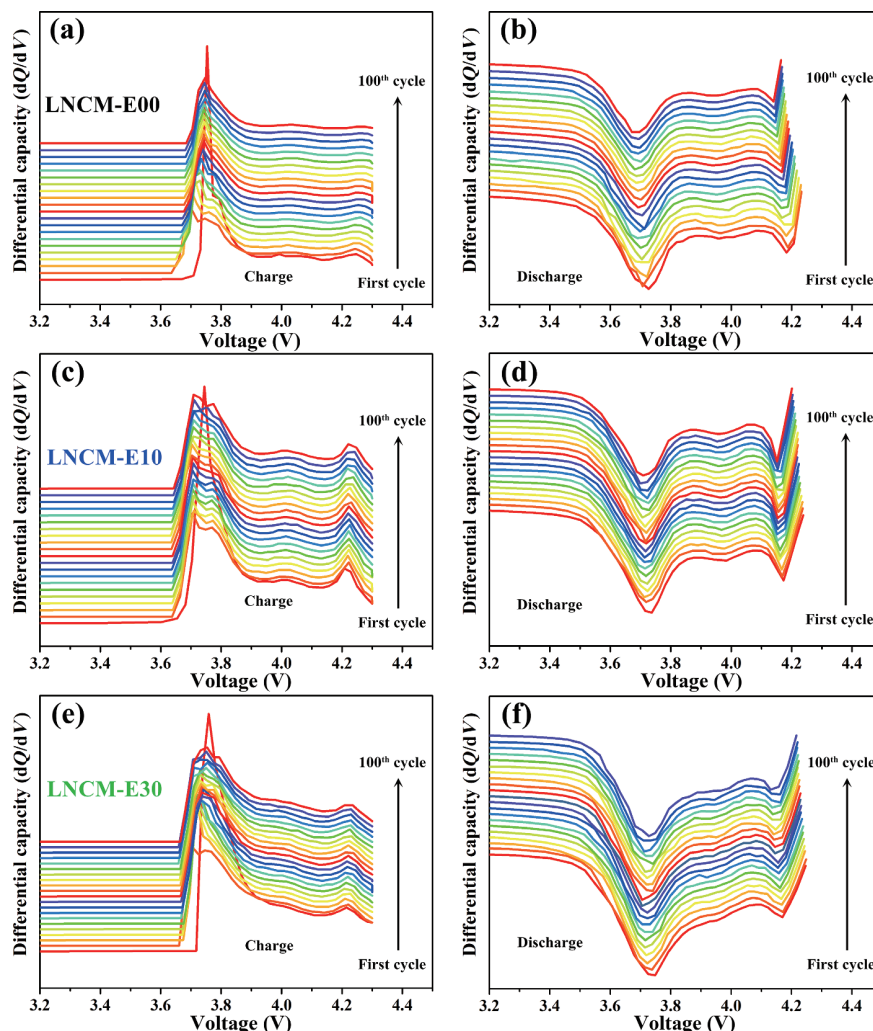 (a)
LNCM-E00
100th cycle
Charge
First cycle
Differential capacity (dQ/dV)
3.2 3.4 3.6 3.8 4.0 4.2 4.4
Voltage (V)
(b)
100th cycle
Discharge
First cycle
Differential capacity (dQ/dV)
3.2 3.4 3.6 3.8 4.0 4.2 4.4
Voltage (V)
(c)
LNCM-E10
100th cycle
Charge
First cycle
Differential capacity (dQ/dV)
3.2 3.4 3.6 3.8 4.0 4.2 4.4
Voltage (V)
(d)
100th cycle
Discharge
First cycle
Differential capacity (dQ/dV)
3.2 3.4 3.6 3.8 4.0 4.2 4.4
Voltage (V)
(e)
LNCM-E30
100th cycle
Charge
First cycle
Differential capacity (dQ/dV)
3.2 3.4 3.6 3.8 4.0 4.2 4.4
Voltage (V)
(f)
100th cycle
Discharge
First cycle
Differential capacity (dQ/dV)
3.2 3.4 3.6 3.8 4.0 4.2 4.4
Voltage (V)